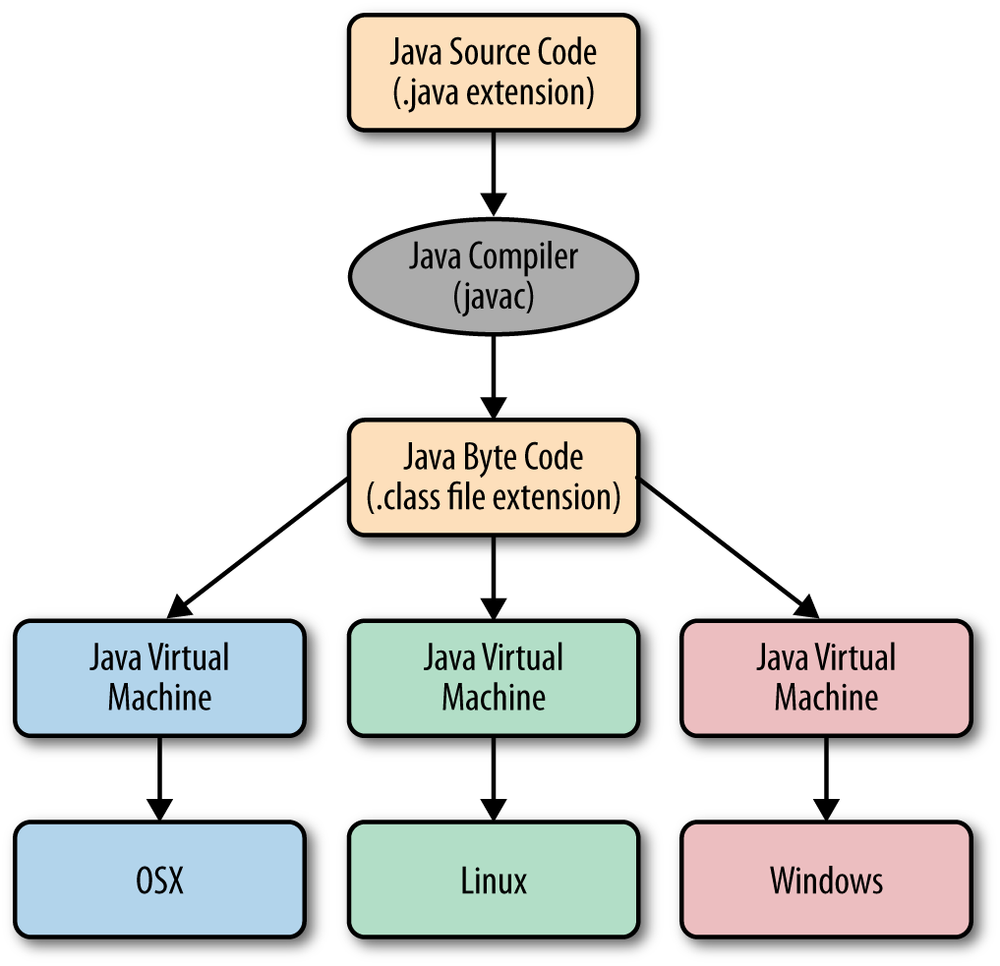 Java Source Code
(.java extension)
Java Compiler
(javac)
Java Byte Code
(.class file extension)
Java Virtual
Machine
Java Virtual
Machine
Java Virtual
Machine
OSX
Linux
Windows